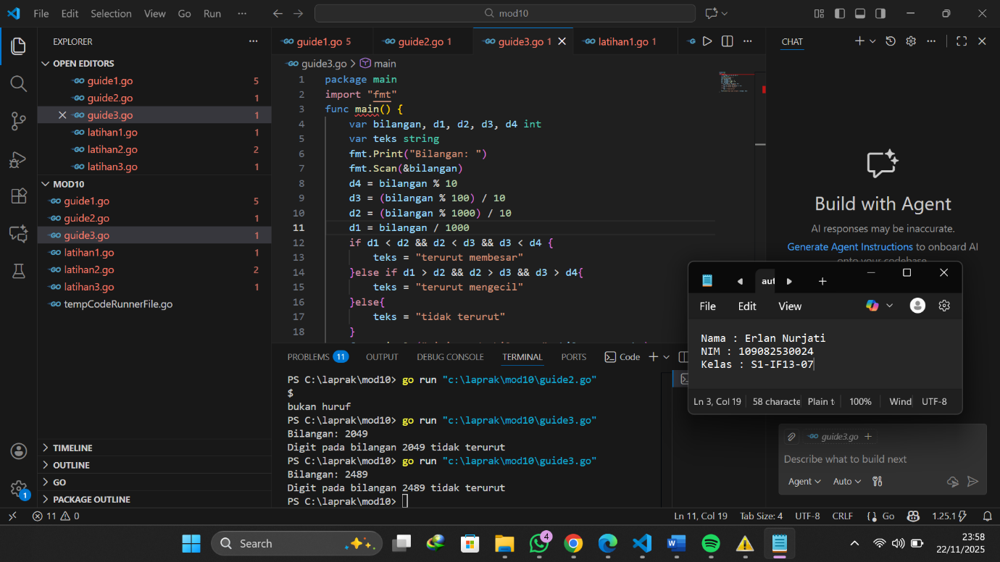 File Edit Selection View Go Run ··· mod10
EXPLORER ···
OPEN EDITORS
guide1.go 5
guide2.go 1
guide3.go 1
latihan1.go 1
latihan2.go 2
latihan3.go 1
MOD10
guide1.go 5
guide2.go 1
guide3.go 1
latihan1.go 1
latihan2.go 2
latihan3.go 1
tempCodeRunnerFile.go
TIMELINE
OUTLINE
GO
PACKAGE OUTLINE
guide1.go 5 guide2.go 1 guide3.go 1 latihan1.go 1
guide3.go > main
1 package main
2 import "fmt"
3 func main() {
4 var bilangan, d1, d2, d3, d4 int
5 var teks string
6 fmt.Print("Bilangan: ")
7 fmt.Scan(&bilangan)
8 d4 = bilangan % 10
9 d3 = (bilangan % 100) / 10
10 d2 = (bilangan % 1000) / 10
11 d1 = bilangan / 1000
12 if d1 < d2 && d2 < d3 && d3 < d4 {
13 teks = "terurut membesar"
14 }else if d1 > d2 && d2 > d3 && d3 > d4{
15 teks = "terurut mengecil"
16 }else{
17 teks = "tidak terurut"
18 }
PROBLEMS 11 OUTPUT DEBUG CONSOLE TERMINAL PORTS Code
PS C:\laprak\mod10> go run "c:\laprak\mod10\guide2.go"
$
bukan huruf
PS C:\laprak\mod10> go run "c:\laprak\mod10\guide3.go"
Bilangan: 2049
Digit pada bilangan 2049 tidak terurut
PS C:\laprak\mod10> go run "c:\laprak\mod10\guide3.go"
Bilangan: 2489
Digit pada bilangan 2489 tidak terurut
PS C:\laprak\mod10>
CHAT
Build with Agent
AI responses may be inaccurate.
Generate Agent Instructions to onboard AI
onto your codebase.
aut
File Edit View
Nama : Erlan Nurjati
NIM : 109082530024
Kelas : S1-IF13-07
Ln 3, Col 19 58 characte Plain t 100% Wind UTF-8
guide3.go +
Describe what to build next
Agent Auto
1
11 0 Ln 11, Col 19 Tab Size: 4 UTF-8 CRLF Go 1.25.1
Search 4 23:58
22/11/2025